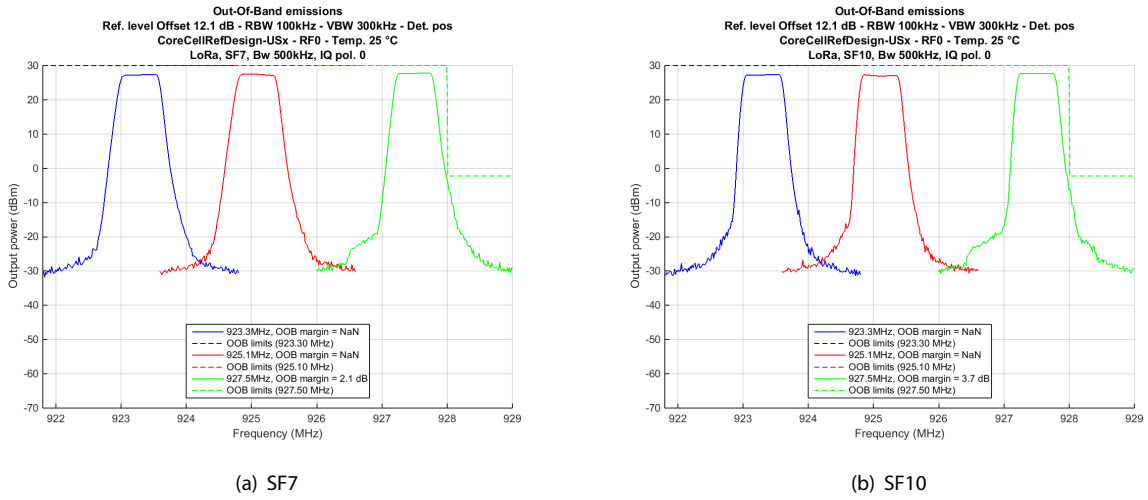 Out-Of-Band emissions
Ref. level Offset 12.1 dB - RBW 100kHz - VBW 300kHz - Det. pos
CoreCellRefDesign-USx - RF0 - Temp. 25 °C
LoRa, SF7, Bw 500kHz, IQ pol. 0
30
20
10
0
-10
-20
-30
-40
-50
-60
-70
Output power (dBm)
923.3MHz, OOB margin = NaN
OOB limits (923.30 MHz)
925.1MHz, OOB margin = NaN
OOB limits (925.10 MHz)
927.5MHz, OOB margin = 2.1 dB
OOB limits (927.50 MHz)
922 923 924 925 926 927 928 929
Frequency (MHz)
(a) SF7
Out-Of-Band emissions
Ref. level Offset 12.1 dB - RBW 100kHz - VBW 300kHz - Det. pos
CoreCellRefDesign-USx - RF0 - Temp. 25 °C
LoRa, SF10, Bw 500kHz, IQ pol. 0
30
20
10
0
-10
-20
-30
-40
-50
-60
-70
Output power (dBm)
923.3MHz, OOB margin = NaN
OOB limits (923.30 MHz)
925.1MHz, OOB margin = NaN
OOB limits (925.10 MHz)
927.5MHz, OOB margin = 3.7 dB
OOB limits (927.50 MHz)
922 923 924 925 926 927 928 929
Frequency (MHz)
(b) SF10